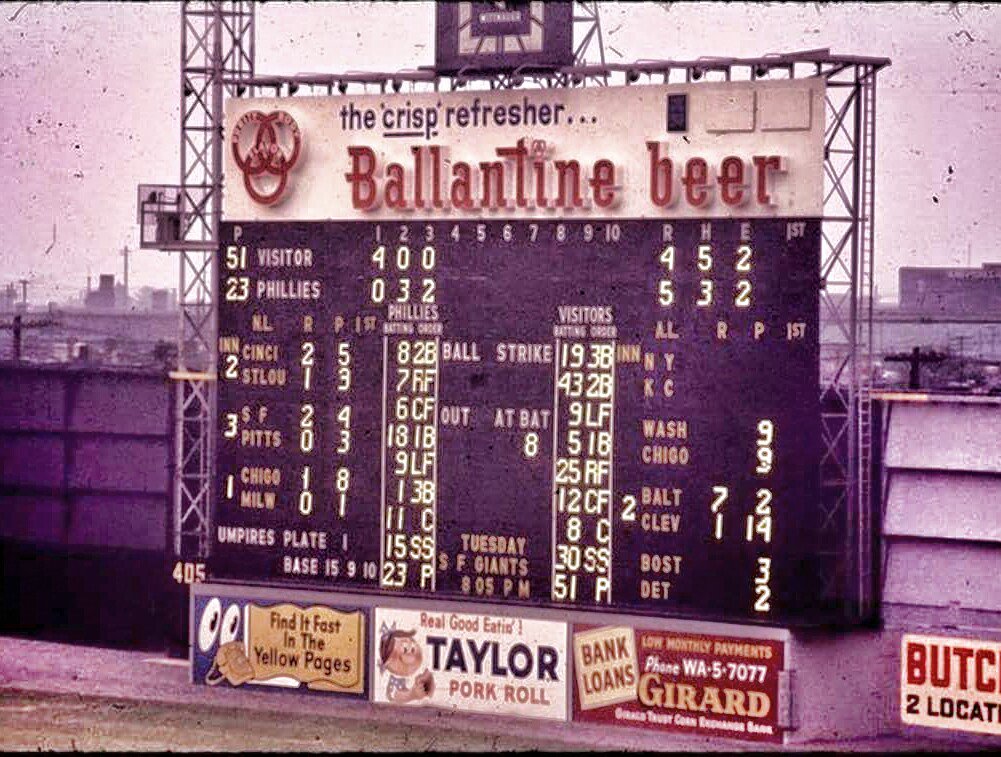 WITTNAUER
the 'crisp' refresher...
Ballantine beer
P 1 2 3 4 5 6 7 8 9 10 R H E 1ST
51 VISITOR 4 0 0 4 5 2
23 PHILLIES 0 3 2 5 3 2
N.L. R P 1ST
INN
2
CINCI 2 5
STLOU 1 3
3
S F 2 4
PITTS 0 3
1
CHIGO 1 8
MILW 0 1
UMPIRES PLATE 1
BASE 15 9 10
PHILLIES
BATTING ORDER
8 2B
7 RF
6 CF
18 1B
9 LF
1 3B
11 C
15 SS
23 P
BALL STRIKE
OUT AT BAT
8
TUESDAY
S F GIANTS
8 05 P M
VISITORS
BATTING ORDER
19 3B
43 2B
9 LF
5 1B
25 RF
12 CF
8 C
30 SS
51 P
A.L. R P 1ST
INN
N Y
K C
WASH 9
CHIGO 9
2
BALT 7 2
CLEV 1 14
BOST 3
DET 2
405
Find It Fast
In The
Yellow Pages
Real Good Eatin'!
TAYLOR
PORK ROLL
BANK
LOANS
LOW MONTHLY PAYMENTS
Phone WA-5-7077
GIRARD
GIRARD TRUST CORN EXCHANGE BANK
BUTC
2 LOCAT